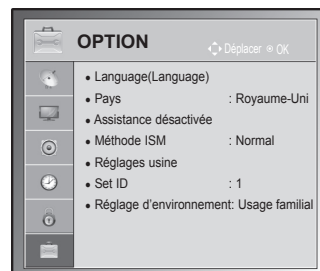 OPTION
Déplacer OK
Language(Language)
Pays : Royaume-Uni
Assistance désactivée
Méthode ISM : Normal
Réglages usine
Set ID : 1
Réglage d'environnement: Usage familial